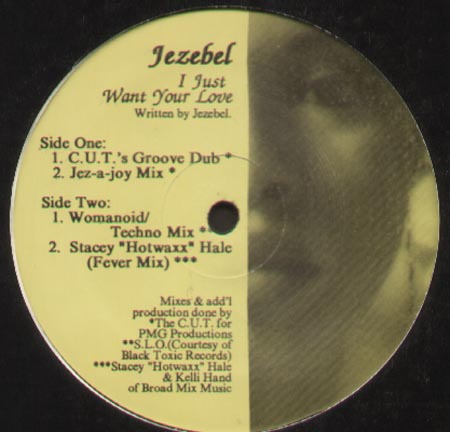 Jezebel
I Just
Want Your Love
Written by Jezebel.
Side One:
1. C.U.T.'s Groove Dub *
2. Jez-a-joy Mix *
Side Two:
1. Womanoid/
Techno Mix **
2. Stacey "Hotwaxx" Hale
(Fever Mix) ***
Mixes & add'l
production done by
*The C.U.T. for
PMG Productions
**S.L.O.(Courtesy of
Black Toxic Records)
***Stacey "Hotwaxx" Hale
& Kelli Hand
of Broad Mix Music